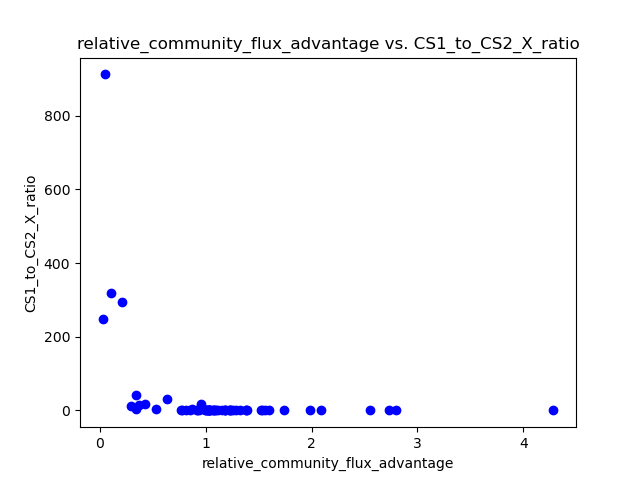 relative_community_flux_advantage vs. CS1_to_CS2_X_ratio
CS1_to_CS2_X_ratio
800
600
400
200
0
0 1 2 3 4
relative_community_flux_advantage